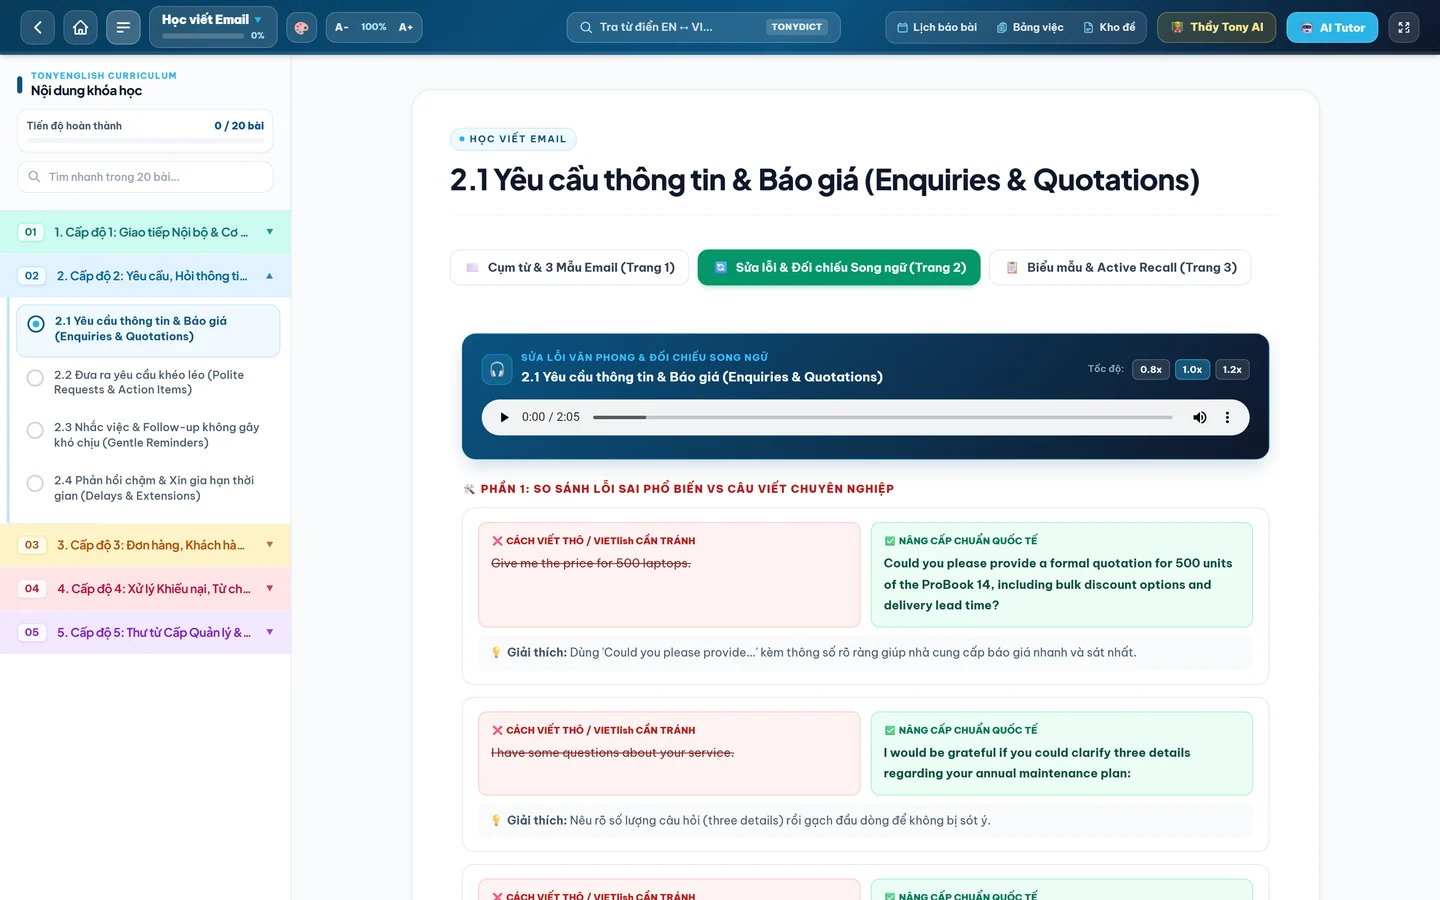 Học viết Email ▼
0%
A- 100% A+
Tra từ điển EN ↔ VI...
TONYDICT
Lịch báo bài
Bảng việc
Kho đề
Thầy Tony AI
AI Tutor
TONYENGLISH CURRICULUM
Nội dung khóa học
Tiến độ hoàn thành 0 / 20 bài
Tìm nhanh trong 20 bài...
01 1. Cấp độ 1: Giao tiếp Nội bộ & Cơ ... ▼
02 2. Cấp độ 2: Yêu cầu, Hỏi thông ti... ▲
2.1 Yêu cầu thông tin & Báo giá
(Enquiries & Quotations)
2.2 Đưa ra yêu cầu khéo léo (Polite
Requests & Action Items)
2.3 Nhắc việc & Follow-up không gây
khó chịu (Gentle Reminders)
2.4 Phản hồi chậm & Xin gia hạn thời
gian (Delays & Extensions)
03 3. Cấp độ 3: Đơn hàng, Khách hà... ▼
04 4. Cấp độ 4: Xử lý Khiếu nại, Từ ch... ▼
05 5. Cấp độ 5: Thư từ Cấp Quản lý & ... ▼
HỌC VIẾT EMAIL
2.1 Yêu cầu thông tin & Báo giá (Enquiries & Quotations)
Cụm từ & 3 Mẫu Email (Trang 1)
Sửa lỗi & Đối chiếu Song ngữ (Trang 2)
Biểu mẫu & Active Recall (Trang 3)
SỬA LỖI VĂN PHONG & ĐỐI CHIẾU SONG NGỮ
2.1 Yêu cầu thông tin & Báo giá (Enquiries & Quotations)
Tốc độ: 0.8x 1.0x 1.2x
0:00 / 2:05
PHẦN 1: SO SÁNH LỖI SAI PHỔ BIẾN VS CÂU VIẾT CHUYÊN NGHIỆP
CÁCH VIẾT THÔ / VIETlish CẦN TRÁNH
Give me the price for 500 laptops.
NÂNG CẤP CHUẨN QUỐC TẾ
Could you please provide a formal quotation for 500 units
of the ProBook 14, including bulk discount options and
delivery lead time?
Giải thích: Dùng 'Could you please provide...' kèm thông số rõ ràng giúp nhà cung cấp báo giá nhanh và sát nhất.
CÁCH VIẾT THÔ / VIETlish CẦN TRÁNH
I have some questions about your service.
NÂNG CẤP CHUẨN QUỐC TẾ
I would be grateful if you could clarify three details
regarding your annual maintenance plan:
Giải thích: Nêu rõ số lượng câu hỏi (three details) rồi gạch đầu dòng để không bị sót ý.
CÁCH VIẾT THÔ / VIETlish CẦN TRÁNH
NÂNG CẤP CHUẨN QUỐC TẾ